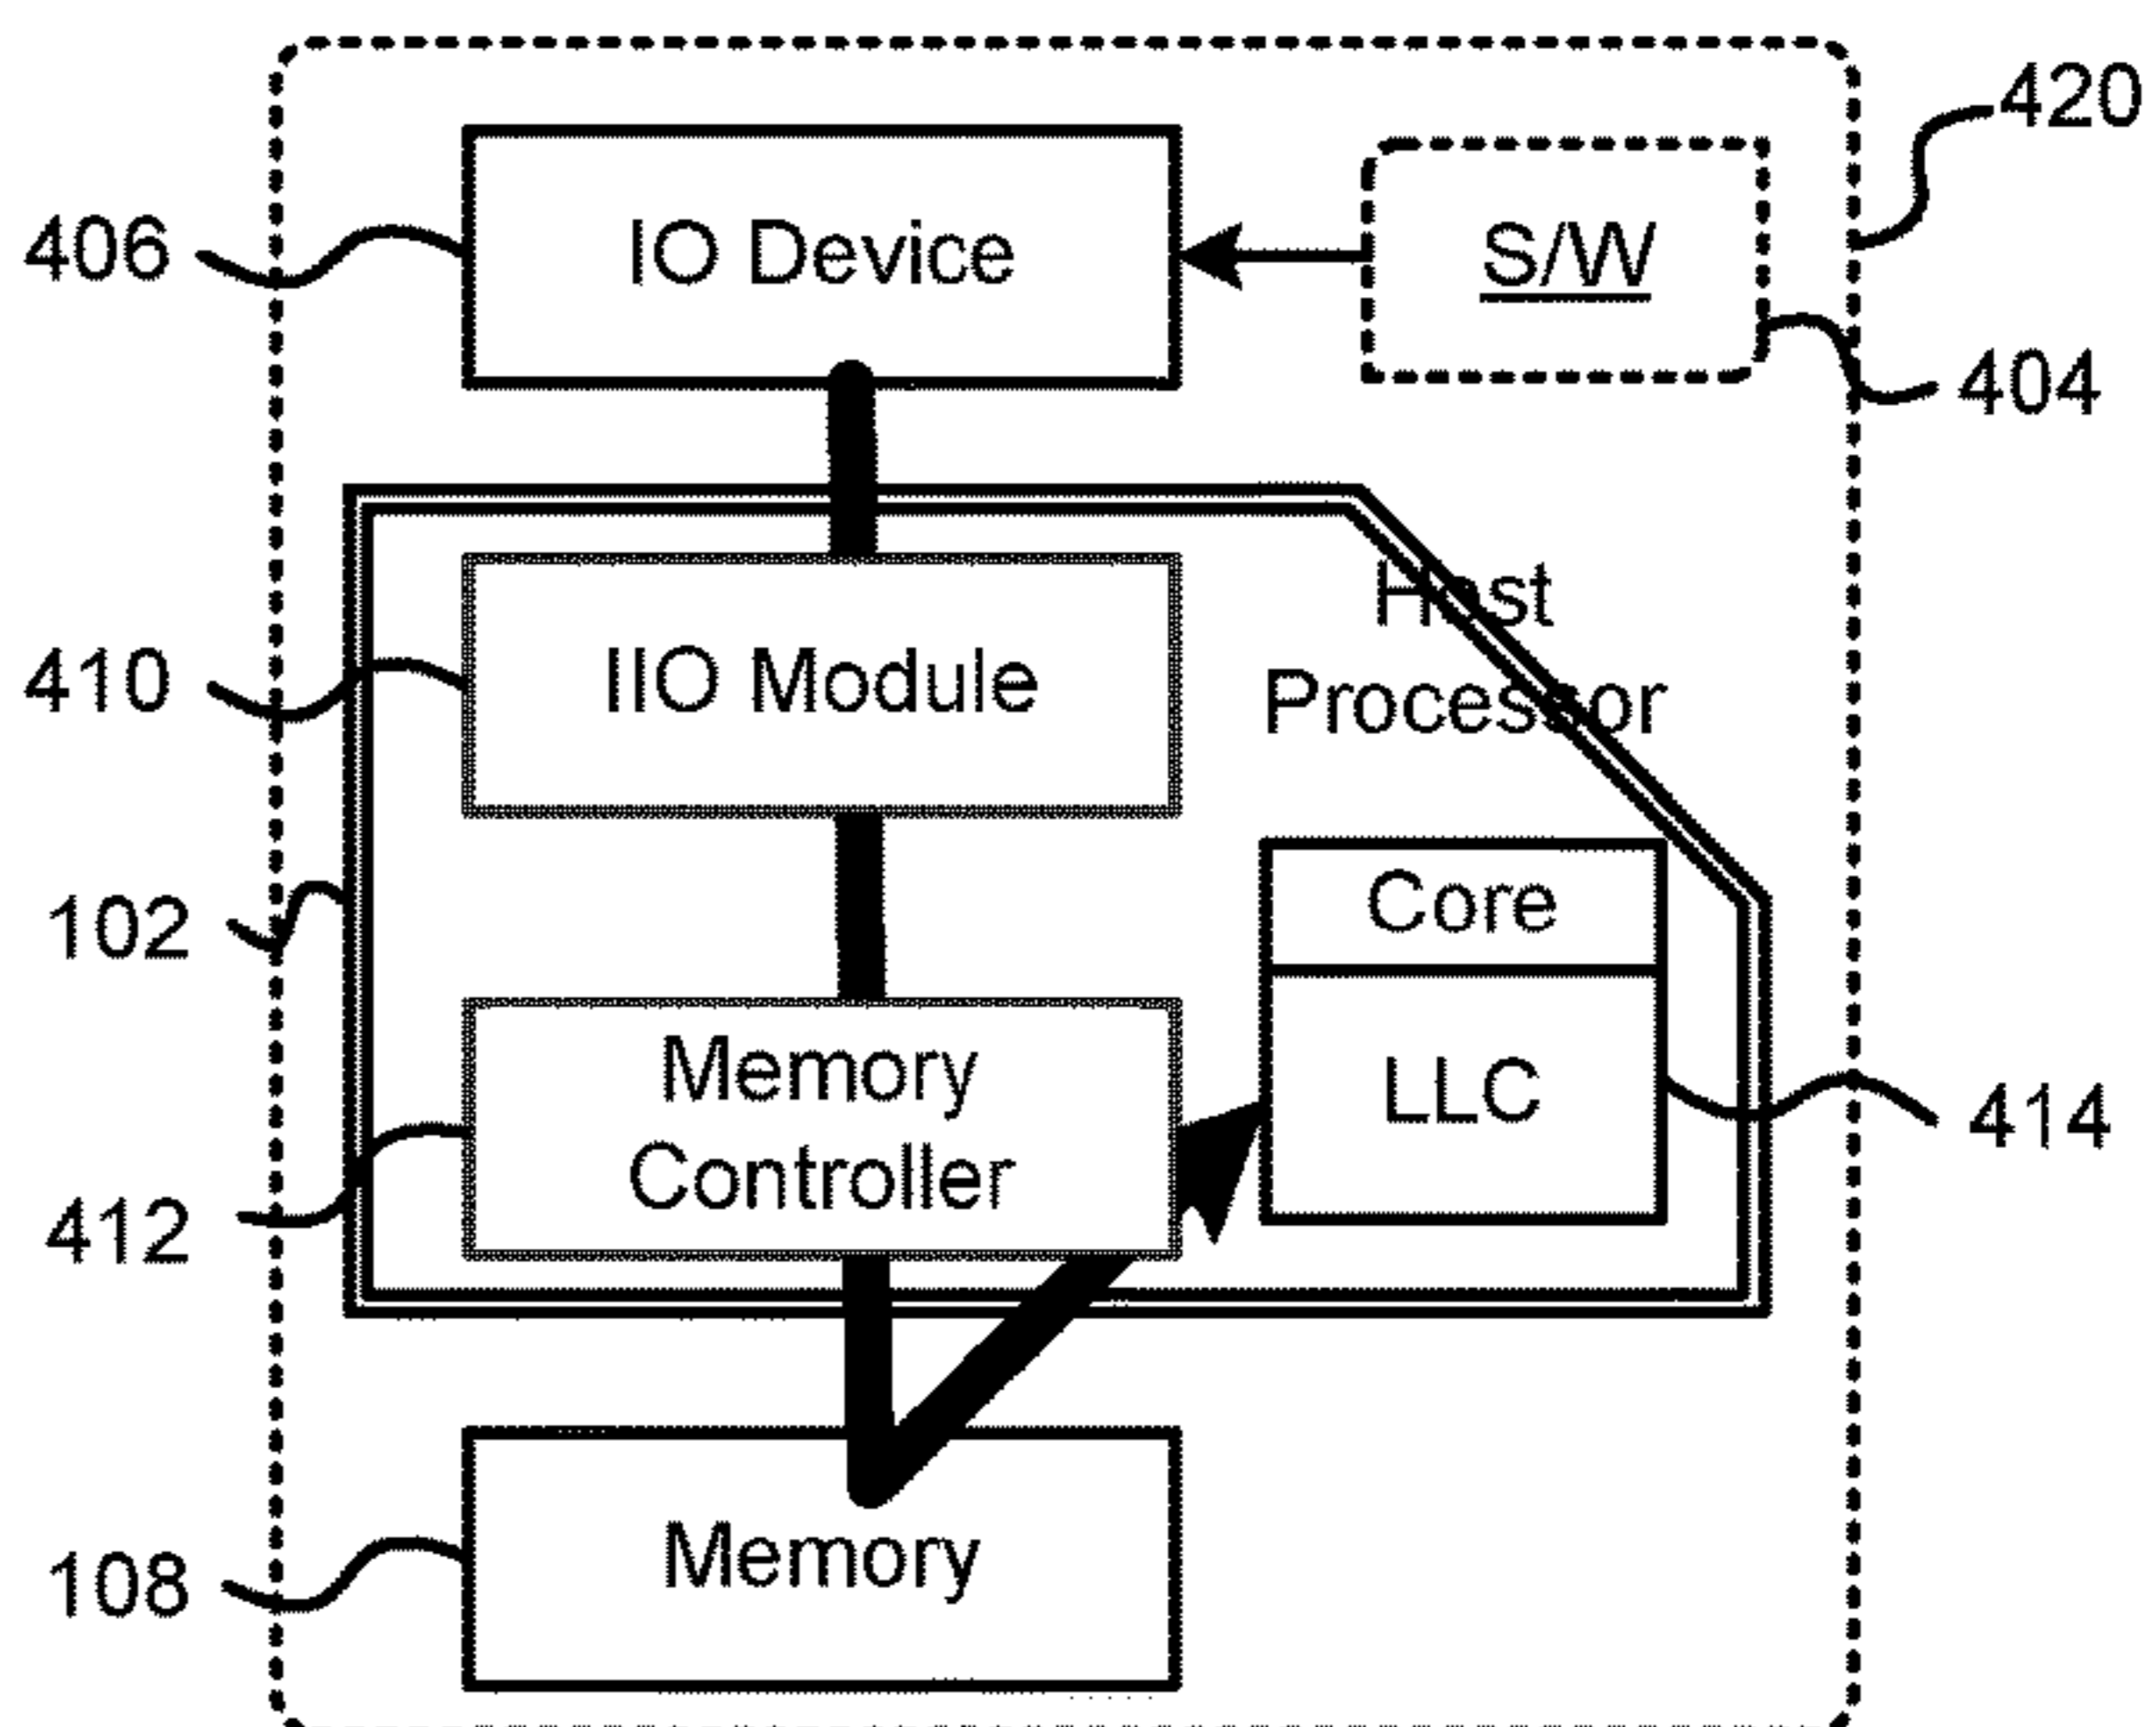 420
406
IO Device
S/W
404
Host
410
IIO Module
Processor
102
Core
Memory
LLC
414
412
Controller
108
Memory